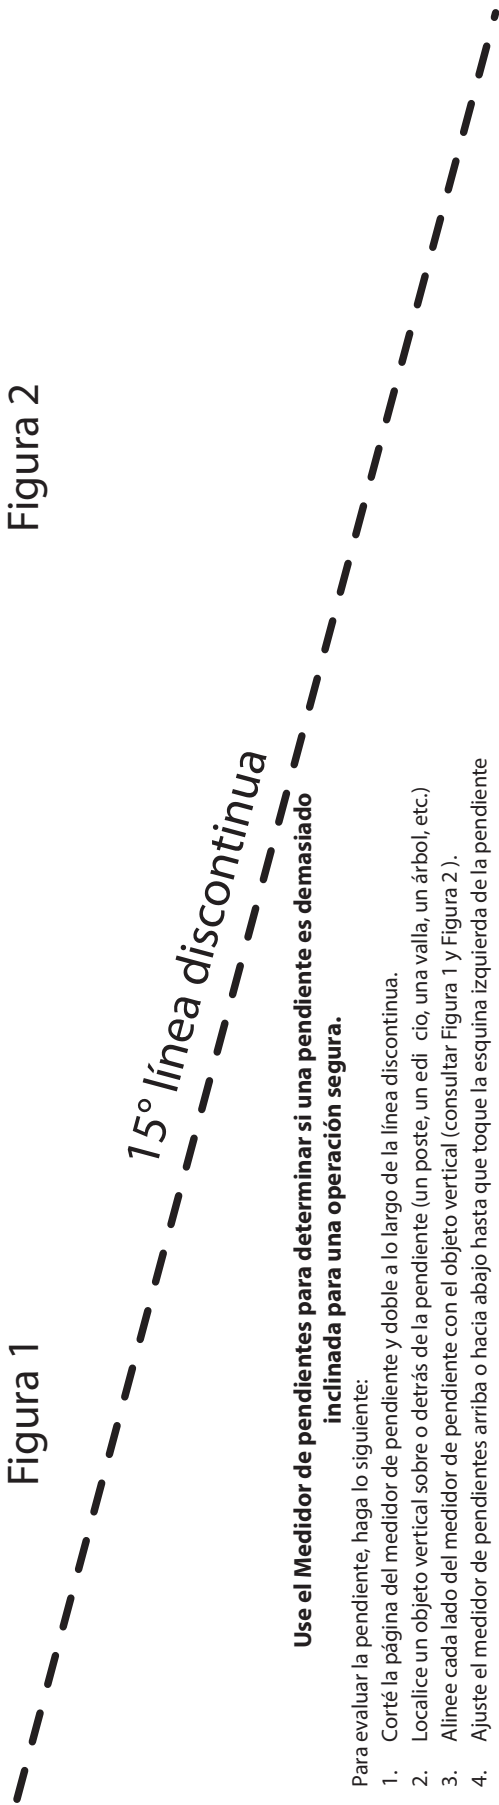 Figura 1
Figura 2
15° línea discontinua
Use el Medidor de pendientes para determinar si una pendiente es demasiado
inclinada para una operación segura.
Para evaluar la pendiente, haga lo siguiente:
1. Corté la página del medidor de pendiente y doble a lo largo de la línea discontinua.
2. Localice un objeto vertical sobre o detrás de la pendiente (un poste, un edi cio, una valla, un árbol, etc.)
3. Alinee cada lado del medidor de pendiente con el objeto vertical (consultar Figura 1 y Figura 2 ).
4. Ajuste el medidor de pendientes arriba o hacia abajo hasta que toque la esquina izquierda de la pendiente